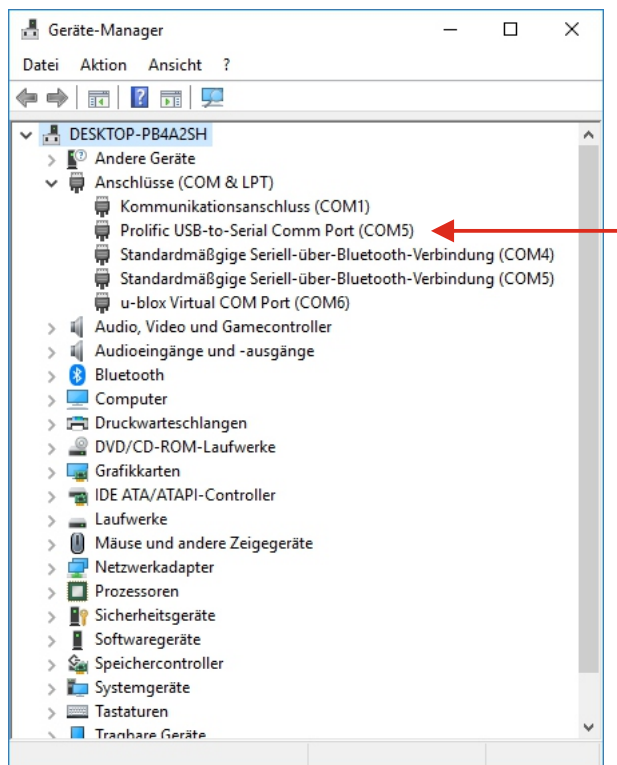 Geräte-Manager
Datei Aktion Ansicht ?
DESKTOP-PB4A2SH
Andere Geräte
Anschlüsse (COM & LPT)
Kommunikationsanschluss (COM1)
Prolific USB-to-Serial Comm Port (COM5)
Standardmäßgige Seriell-über-Bluetooth-Verbindung (COM4)
Standardmäßgige Seriell-über-Bluetooth-Verbindung (COM5)
u-blox Virtual COM Port (COM6)
Audio, Video und Gamecontroller
Audioeingänge und -ausgänge
Bluetooth
Computer
Druckwarteschlangen
DVD/CD-ROM-Laufwerke
Grafikkarten
IDE ATA/ATAPI-Controller
Laufwerke
Mäuse und andere Zeigegeräte
Netzwerkadapter
Prozessoren
Sicherheitsgeräte
Softwaregeräte
Speichercontroller
Systemgeräte
Tastaturen
Tragbare Geräte